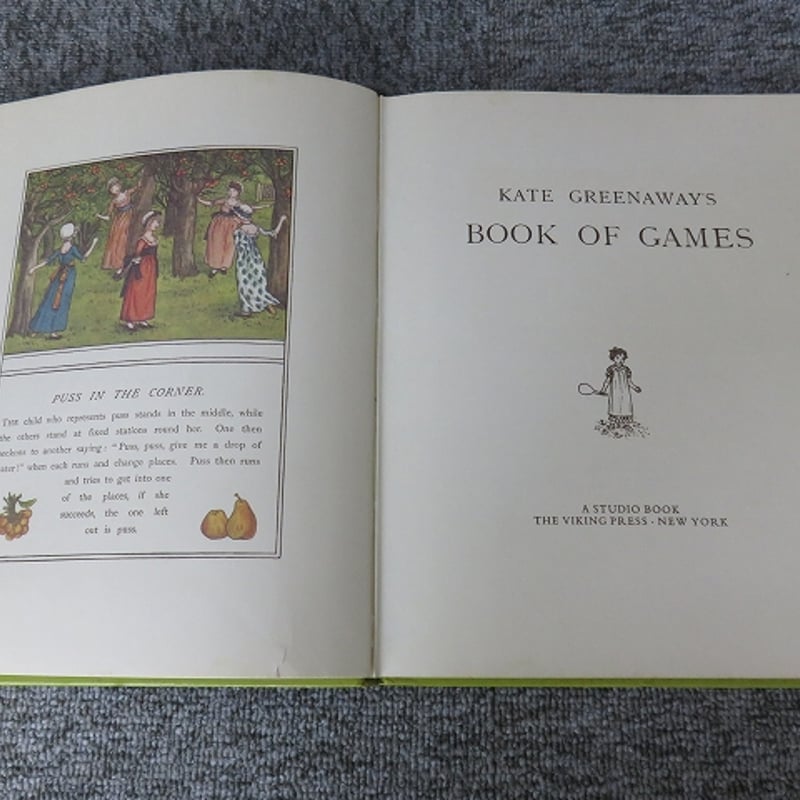 PUSS IN THE CORNER.
THE child who represents puss stands in the middle, while
the others stand at fixed stations round her. One then
beckons to another saying: "Puss, puss, give me a drop of
water!" when each runs and change places. Puss then runs
and tries to get into one
of the places, if she
succeeds, the one left
out is puss.
KATE GREENAWAY'S
BOOK OF GAMES
A STUDIO BOOK
THE VIKING PRESS · NEW YORK